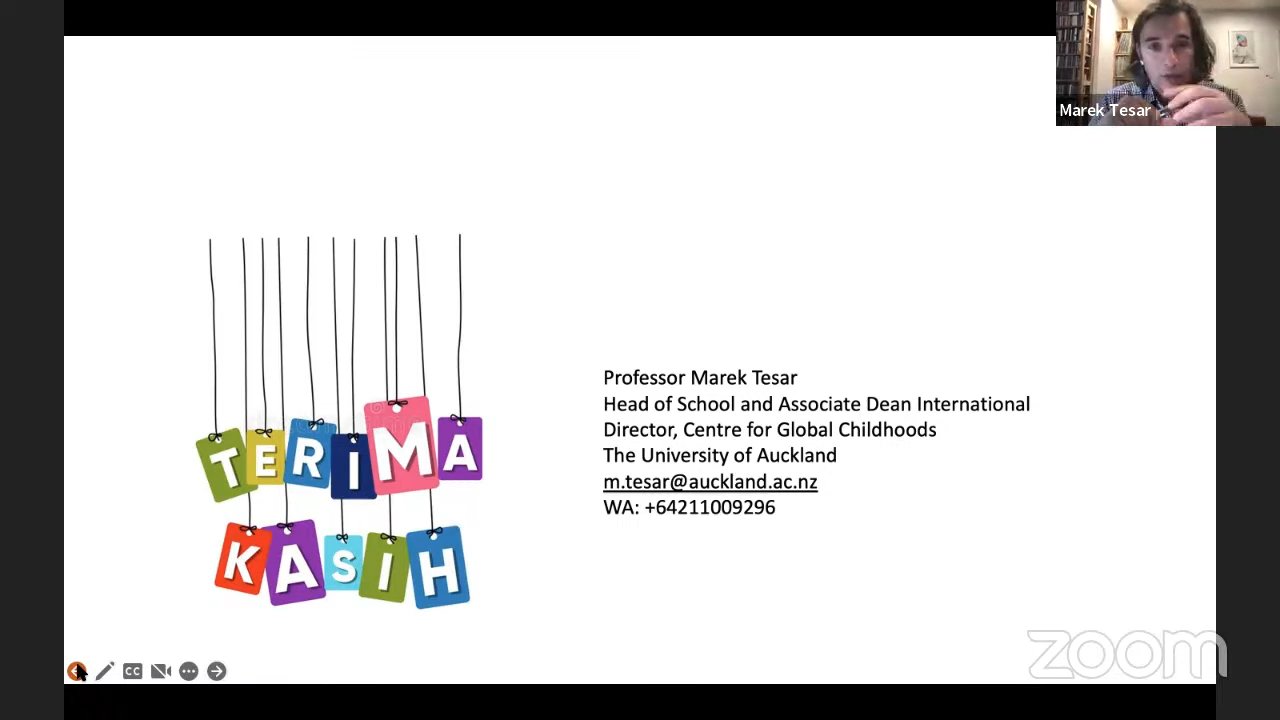 Marek Tesar
TERIMA
KASIH
Professor Marek Tesar
Head of School and Associate Dean International
Director, Centre for Global Childhoods
The University of Auckland
m.tesar@auckland.ac.nz
WA: +64211009296
CC
zoom